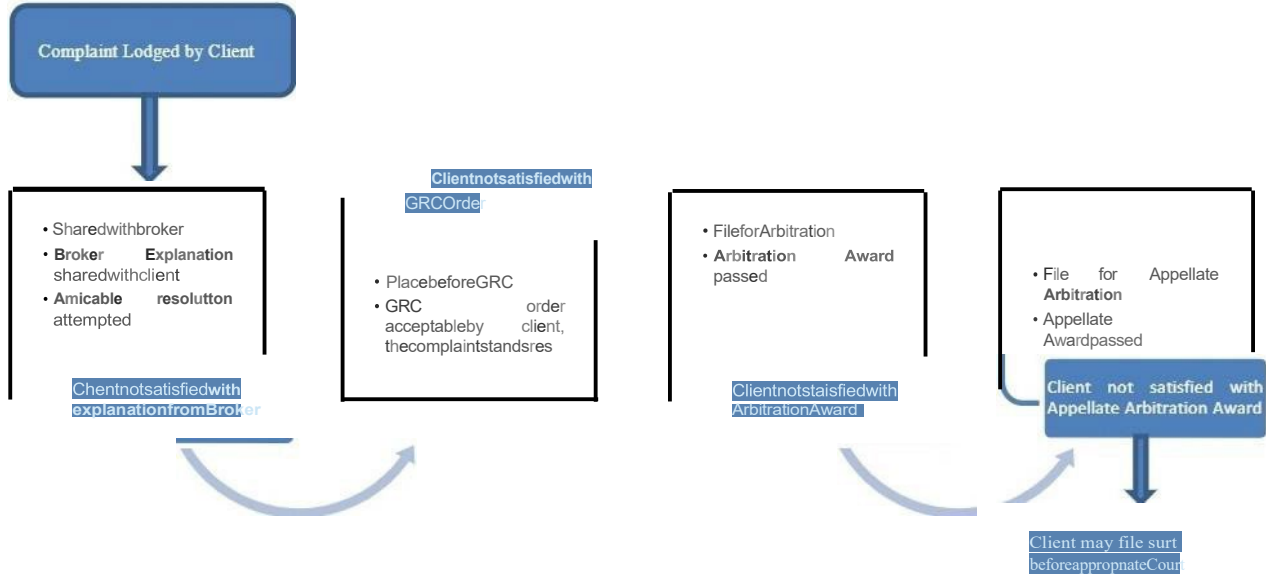 Complaint Lodged by Client
• Sharedwithbroker
• Broker Explanation
sharedwithclient
• Amicable resolutton
attempted
Chentnotsatisfiedwith
explanationfromBroker
Clientnotsatisfiedwith
GRCOrder
• PlacebeforeGRC
• GRC order
acceptableby client,
thecomplaintstandsres
• FileforArbitration
• Arbitration Award
passed
Clientnotstaisfiedwith
ArbitrationAward
• File for Appellate
Arbitration
• Appellate
Awardpassed
Client not satisfied with
Appellate Arbitration Award
Client may file surt
beforeappropnateCour